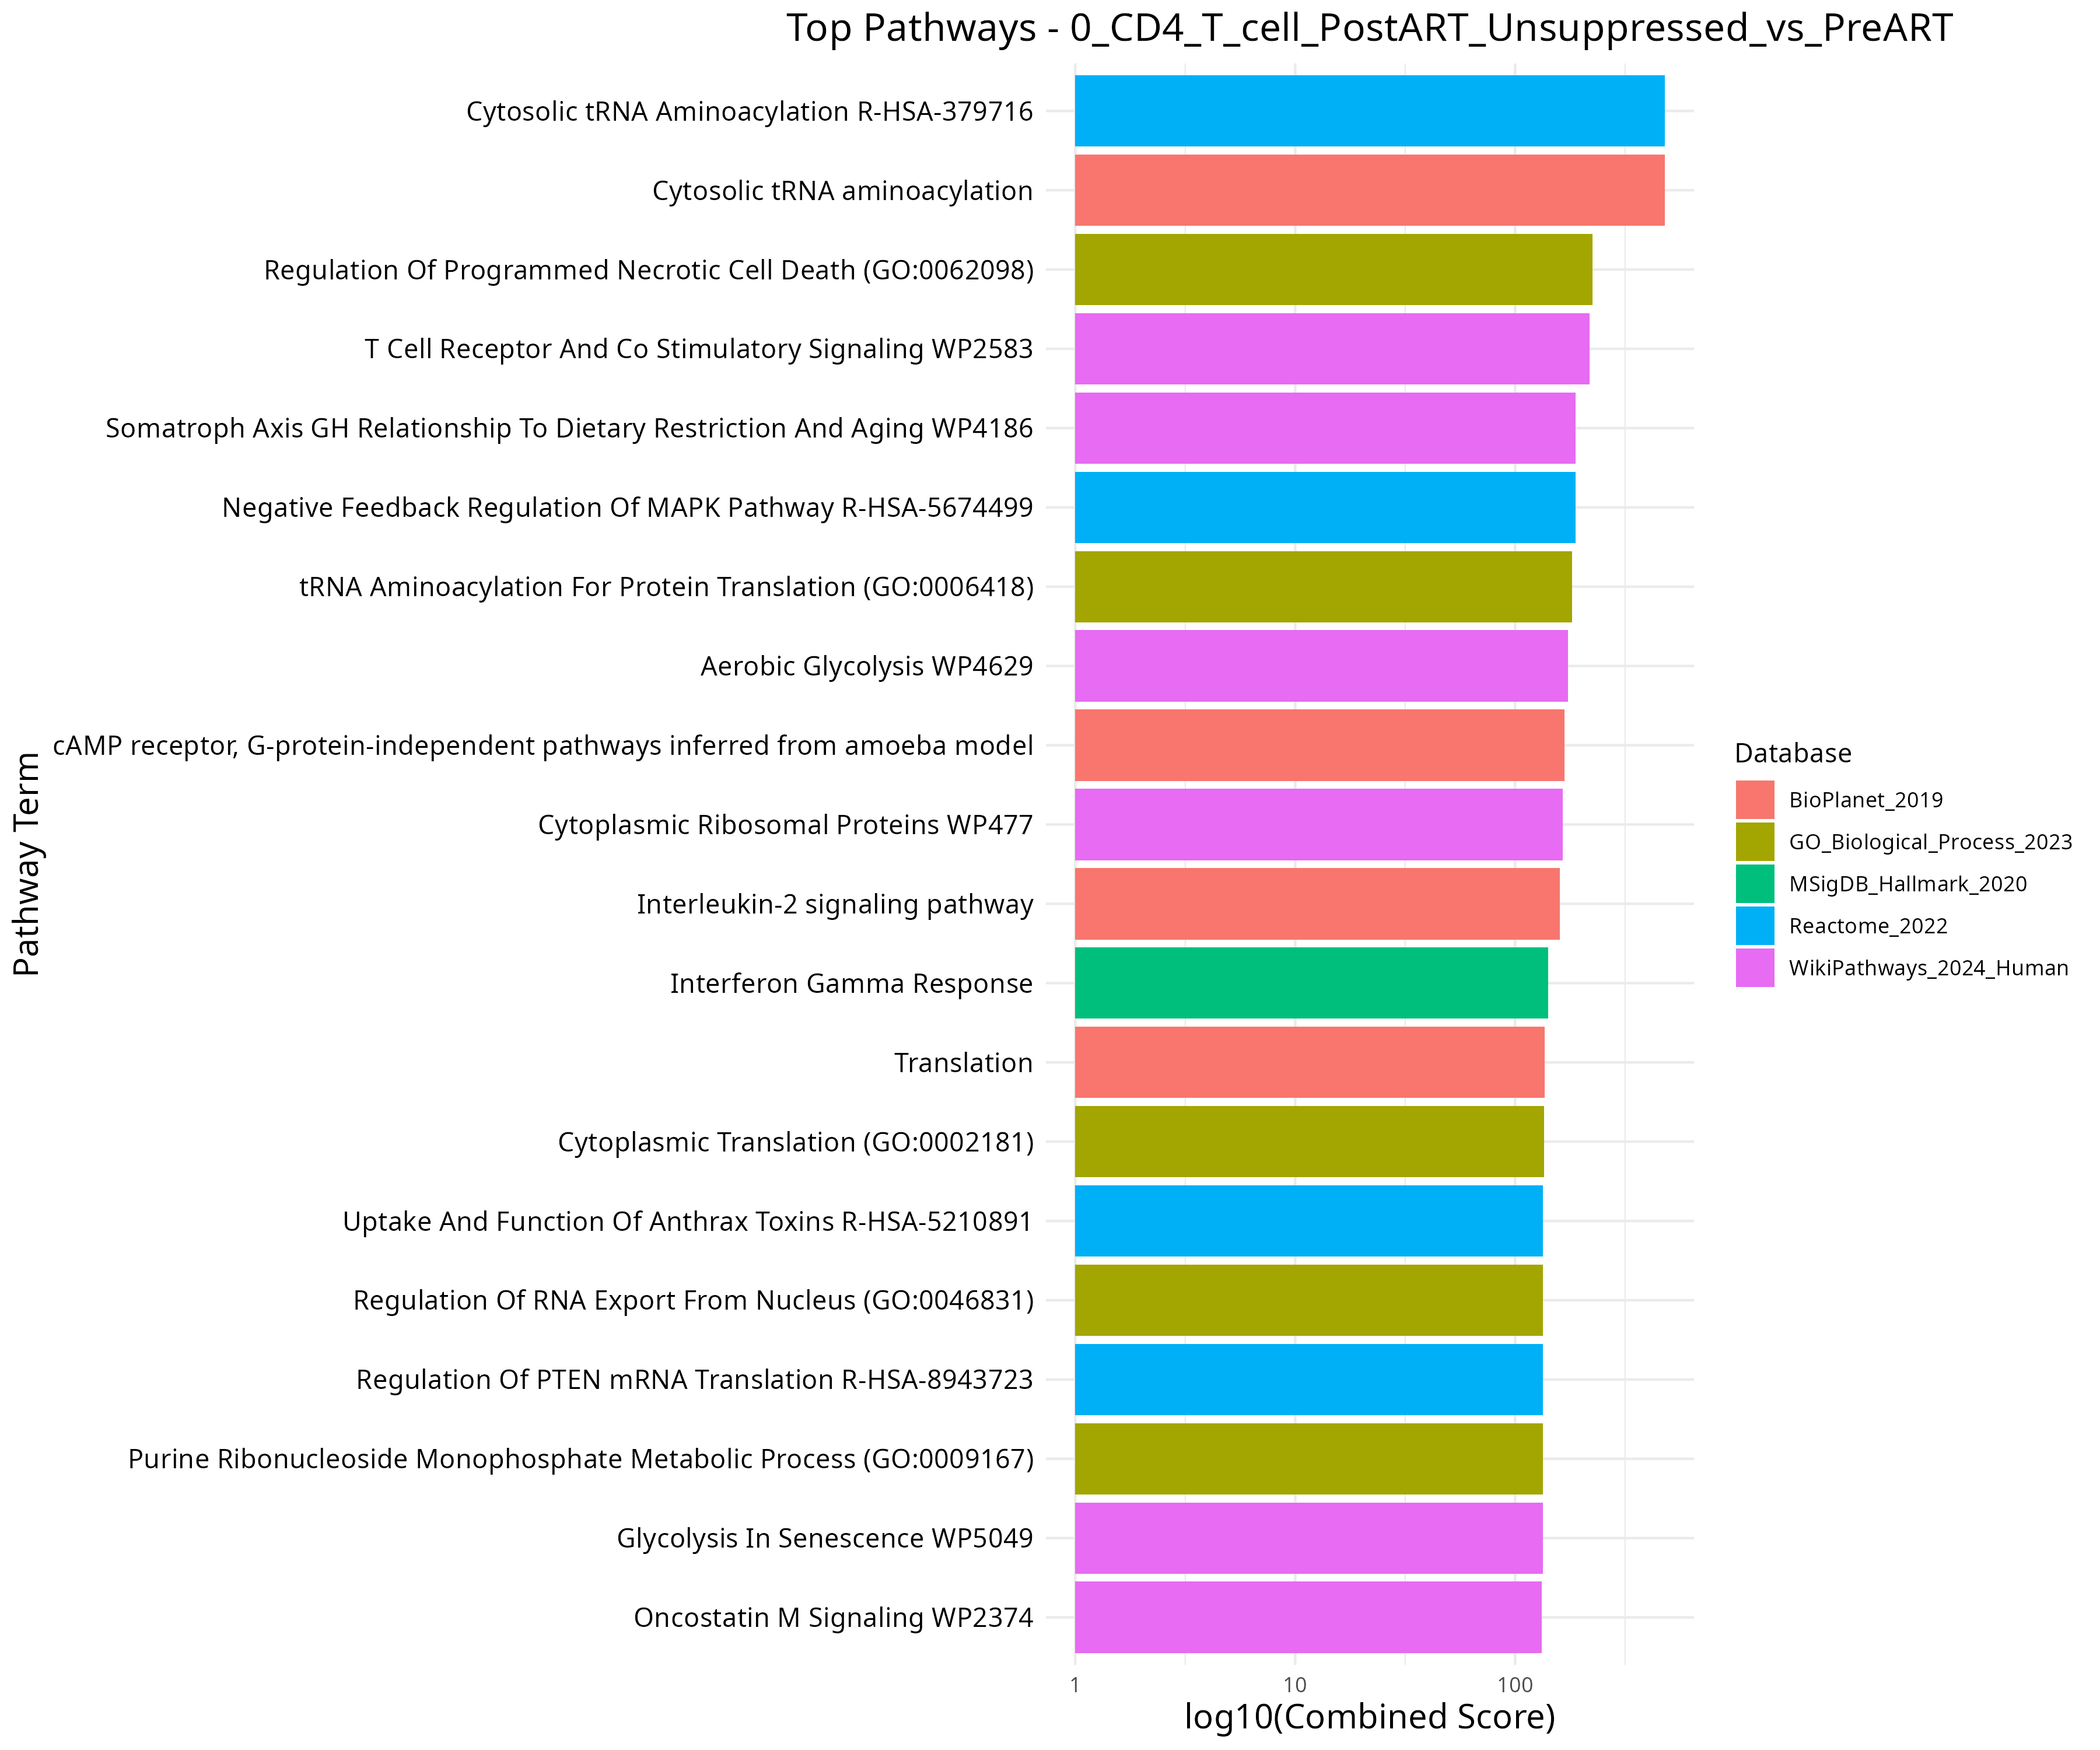 Top Pathways - 0_CD4_T_cell_PostART_Unsuppressed_vs_PreART
Pathway Term
Cytosolic tRNA Aminoacylation R-HSA-379716
Cytosolic tRNA aminoacylation
Regulation Of Programmed Necrotic Cell Death (GO:0062098)
T Cell Receptor And Co Stimulatory Signaling WP2583
Somatroph Axis GH Relationship To Dietary Restriction And Aging WP4186
Negative Feedback Regulation Of MAPK Pathway R-HSA-5674499
tRNA Aminoacylation For Protein Translation (GO:0006418)
Aerobic Glycolysis WP4629
cAMP receptor, G-protein-independent pathways inferred from amoeba model
Cytoplasmic Ribosomal Proteins WP477
Interleukin-2 signaling pathway
Interferon Gamma Response
Translation
Cytoplasmic Translation (GO:0002181)
Uptake And Function Of Anthrax Toxins R-HSA-5210891
Regulation Of RNA Export From Nucleus (GO:0046831)
Regulation Of PTEN mRNA Translation R-HSA-8943723
Purine Ribonucleoside Monophosphate Metabolic Process (GO:0009167)
Glycolysis In Senescence WP5049
Oncostatin M Signaling WP2374
1 10 100
log10(Combined Score)
Database
BioPlanet_2019
GO_Biological_Process_2023
MSigDB_Hallmark_2020
Reactome_2022
WikiPathways_2024_Human